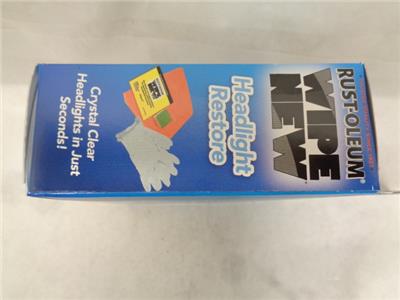 RUST-OLEUM®
WIPE
NEW®
Headlight
Restore
Crystal Clear
Headlights in Just
Seconds!